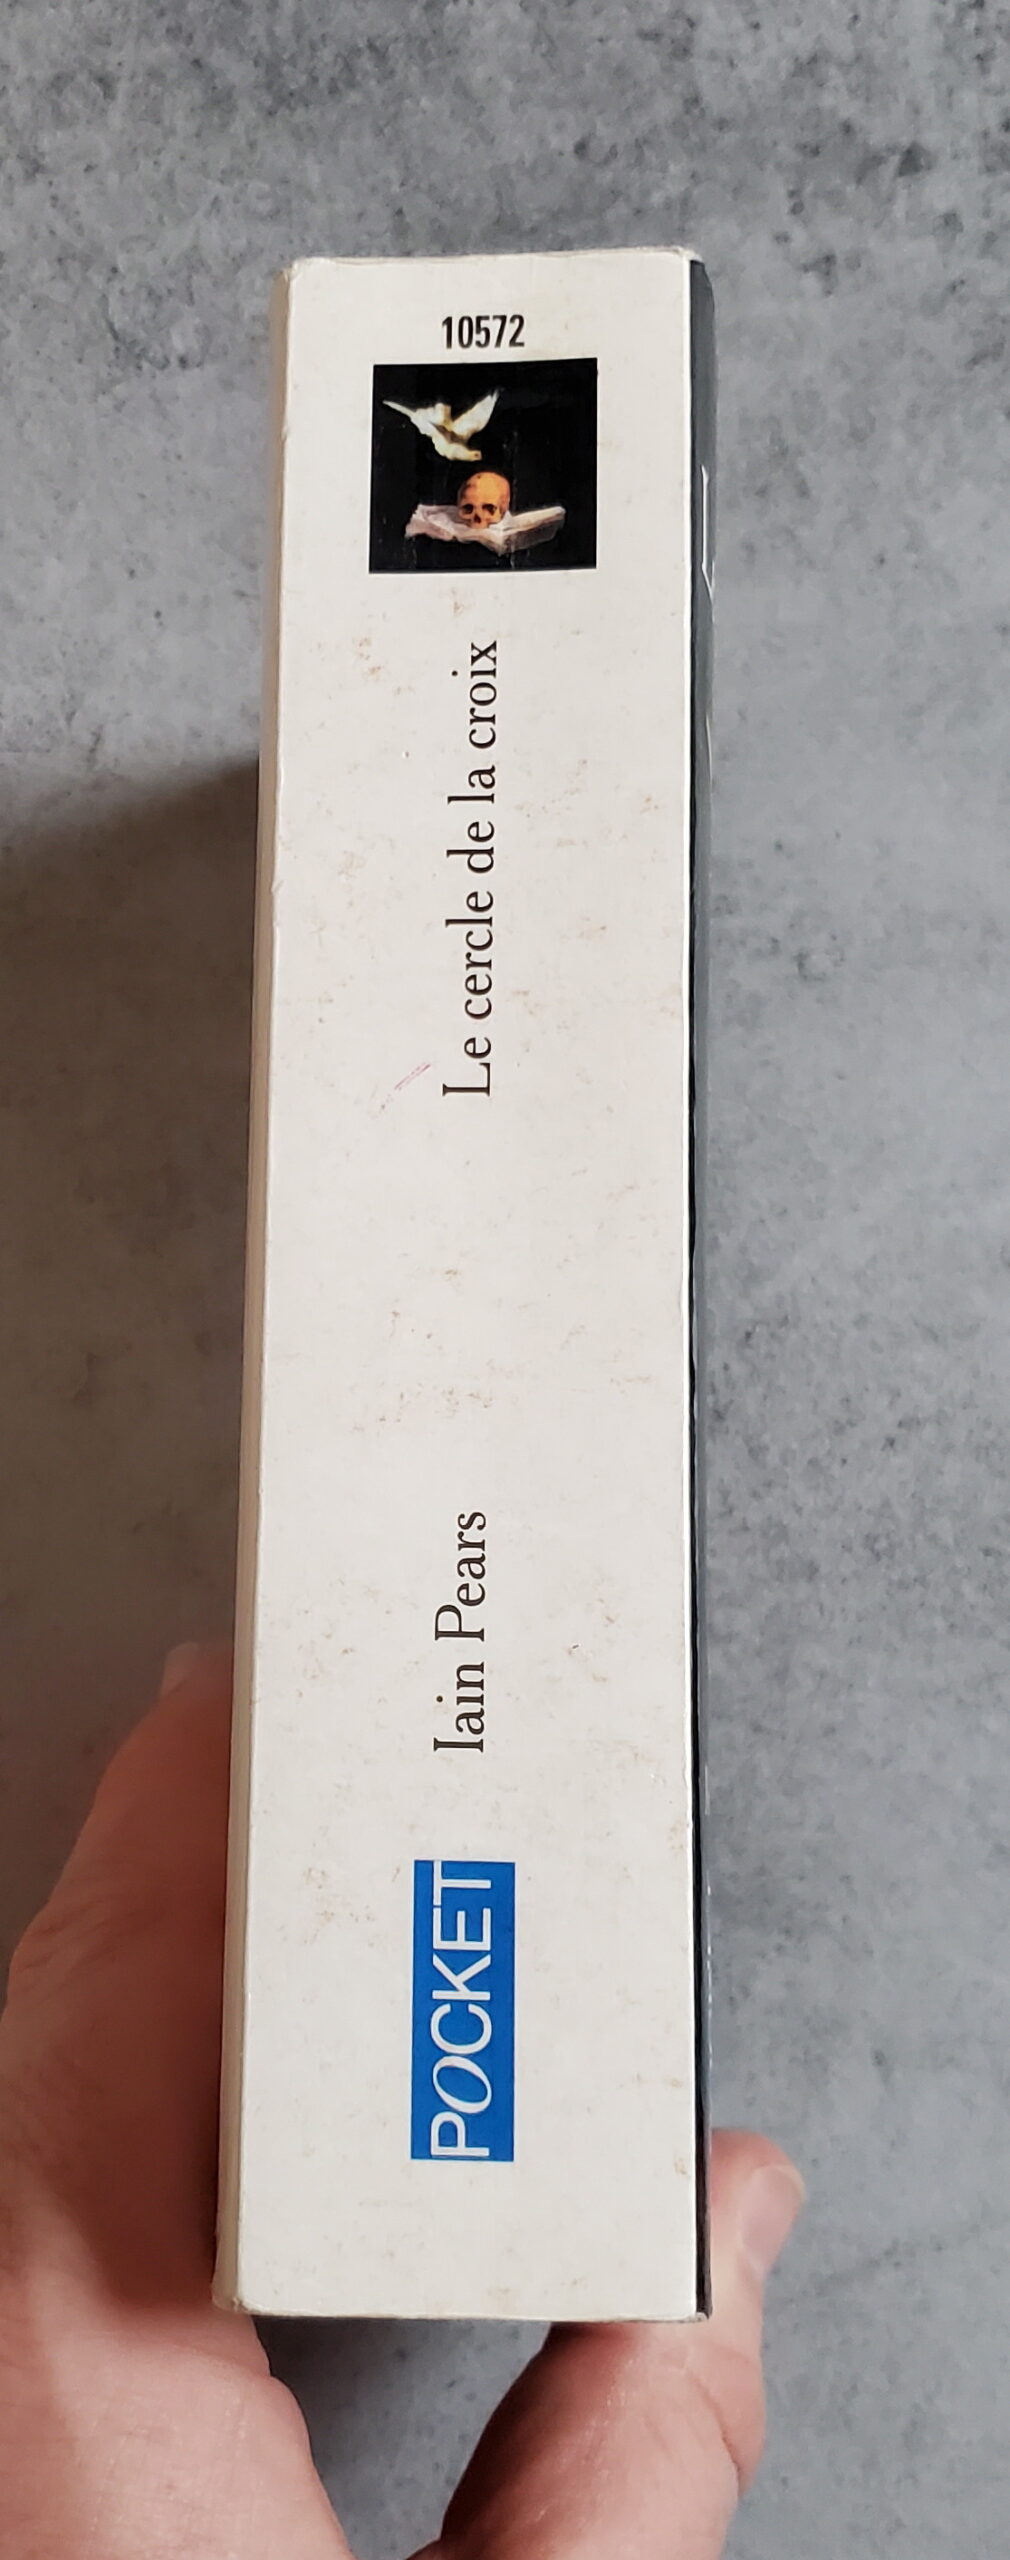 10572
Le cercle de la croix
Iain Pears
POCKET